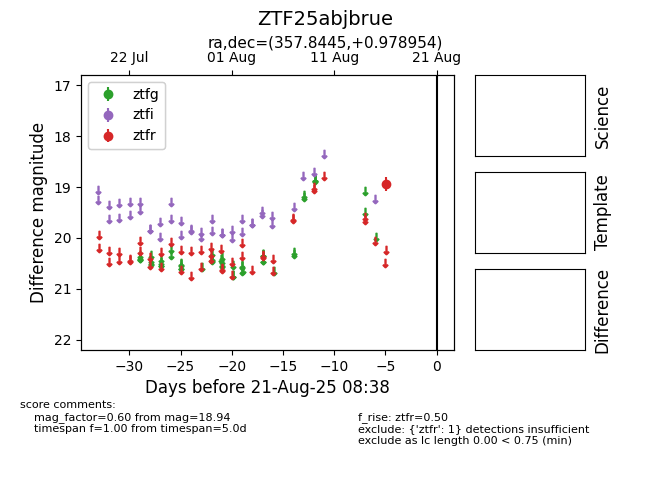 ZTF25abjbrue
ra,dec=(357.8445,+0.978954)
22 Jul 01 Aug 11 Aug 21 Aug
ztfg
ztfi
ztfr
17
18
19
20
21
22
Difference magnitude
−30 −25 −20 −15 −10 −5 0
Days before 21-Aug-25 08:38
Science
Template
Difference
score comments:
mag_factor=0.60 from mag=18.94
timespan f=1.00 from timespan=5.0d
f_rise: ztfr=0.50
exclude: {'ztfr': 1} detections insufficient
exclude as lc length 0.00 < 0.75 (min)